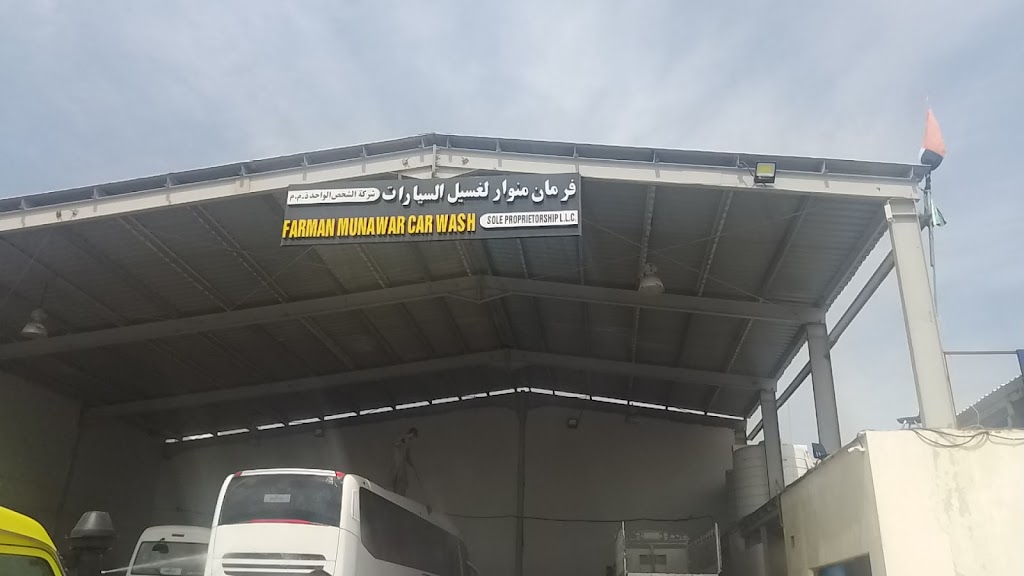 فرمان منوار لغسيل السيارات شركة الشخص الواحد ذ.م.م
FARMAN MUNAWAR CAR WASH SOLE PROPRIETORSHIP L.L.C.